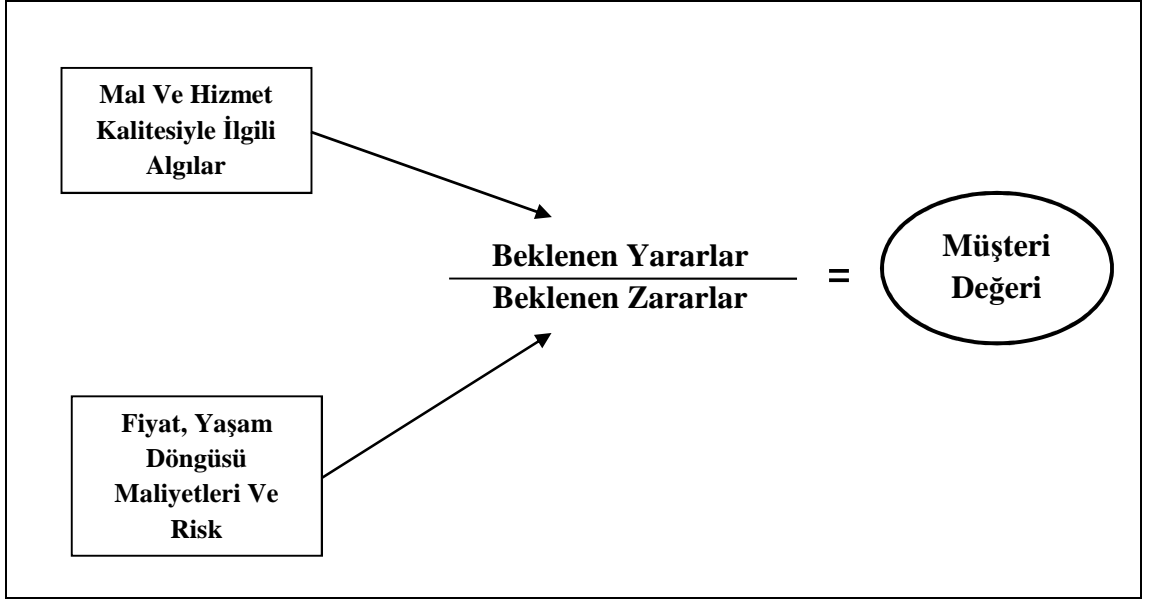 Mal Ve Hizmet
Kalitesiyle İlgili
Algılar
Beklenen Yararlar
Beklenen Zararlar
=
Müşteri
Değeri
Fiyat, Yaşam
Döngüsü
Maliyetleri Ve
Risk